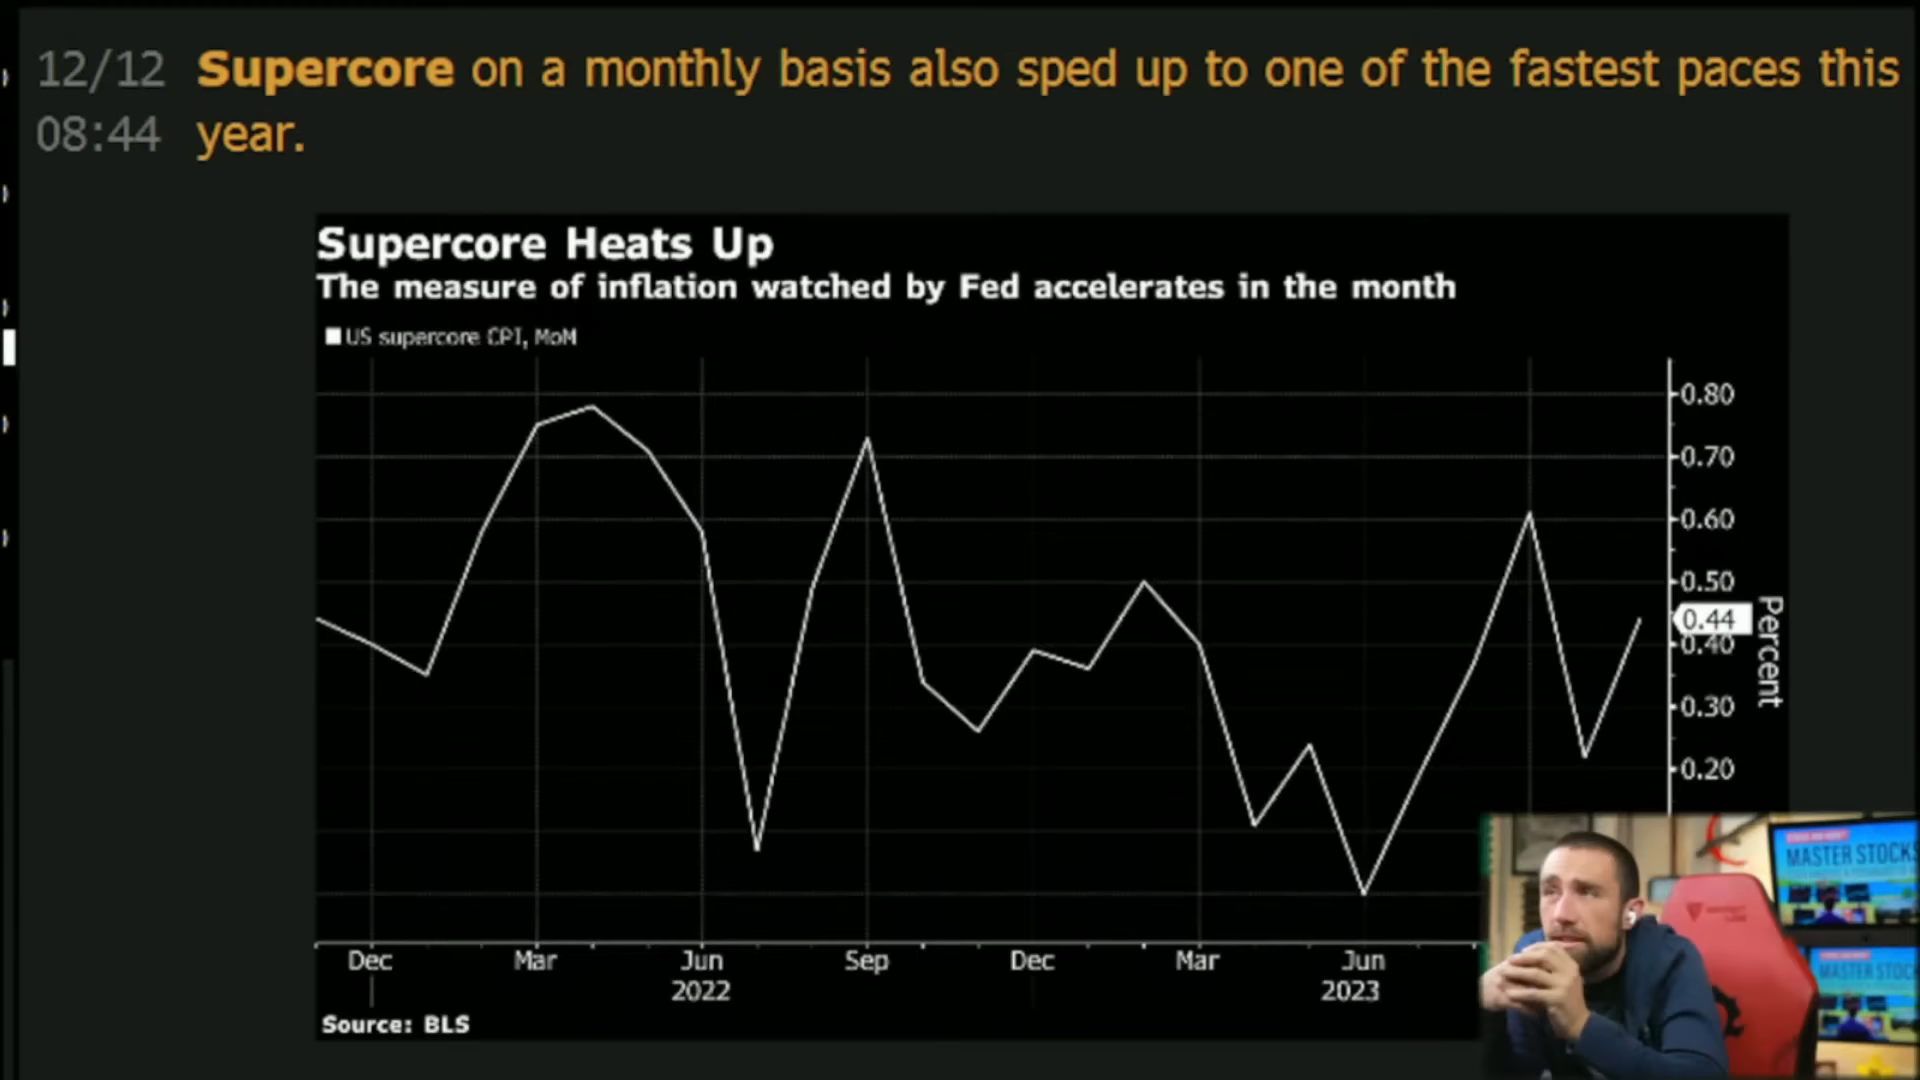 12/12 Supercore on a monthly basis also sped up to one of the fastest paces this
08:44 year.
Supercore Heats Up
The measure of inflation watched by Fed accelerates in the month
US supercore CPI, MoM
0.80
0.70
0.60
0.50
0.44
0.40
0.30
0.20
Percent
Dec Mar Jun Sep Dec Mar Jun
2022 2023
Source: BLS
MASTER STOCKS
MASTER STOCK